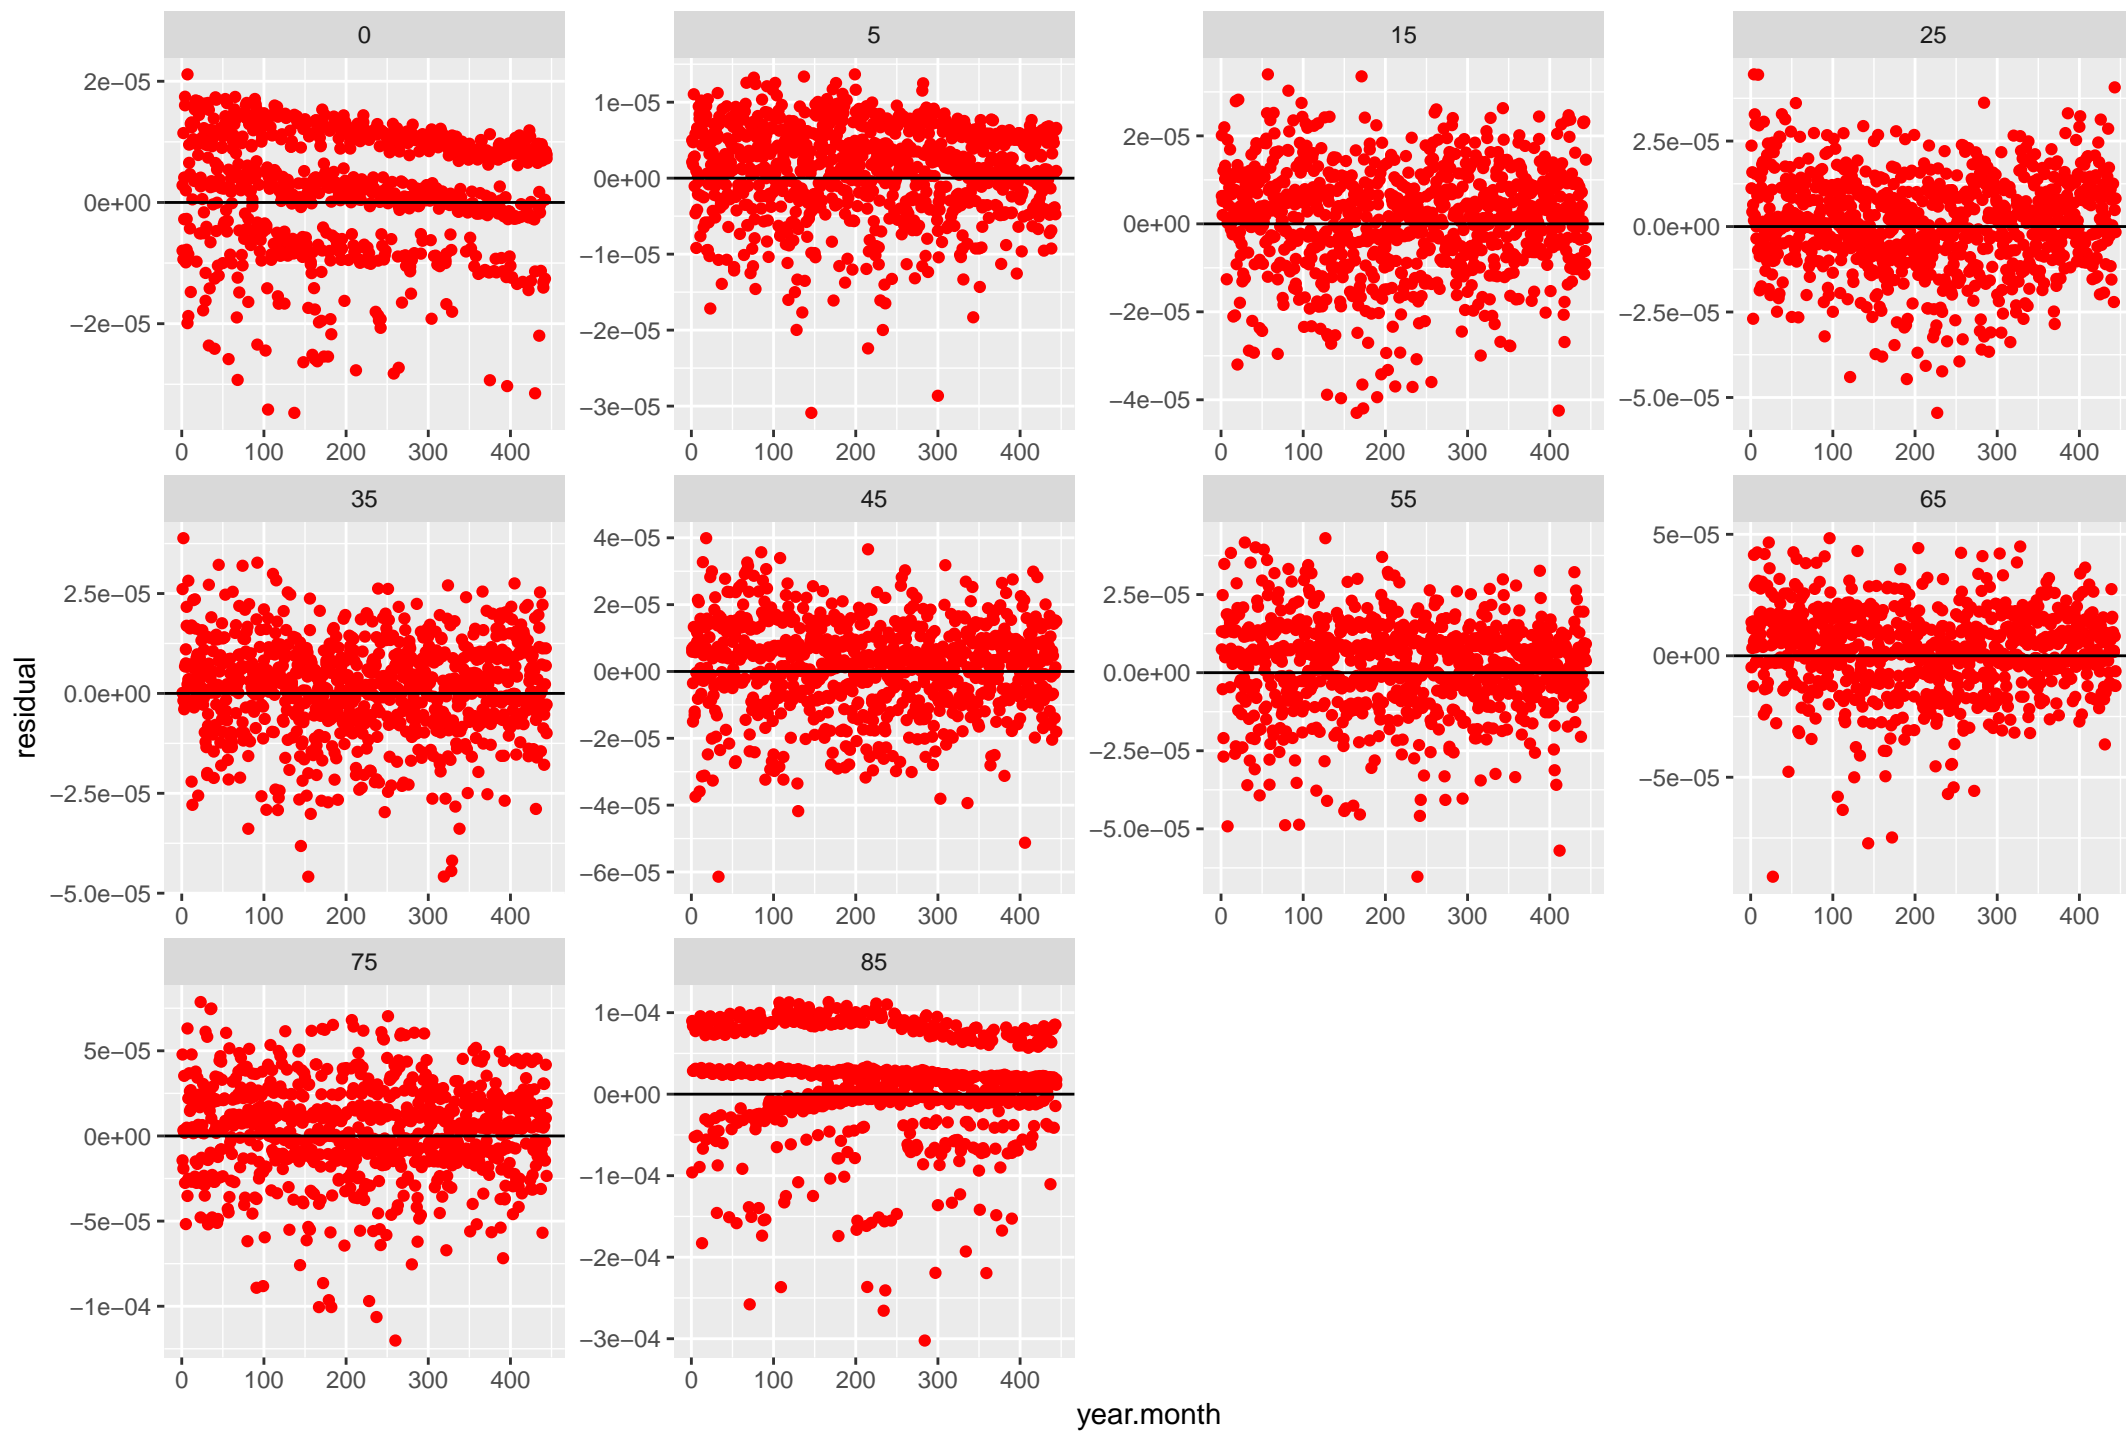 0 5 15 25
2e−05
0e+00
−2e−05
0 100 200 300 400
1e−05
0e+00
−1e−05
−2e−05
−3e−05
0 100 200 300 400
2e−05
0e+00
−2e−05
−4e−05
0 100 200 300 400
2.5e−05
0.0e+00
−2.5e−05
−5.0e−05
0 100 200 300 400
35 45 55 65
2.5e−05
0.0e+00
−2.5e−05
−5.0e−05
0 100 200 300 400
4e−05
2e−05
0e+00
−2e−05
−4e−05
−6e−05
0 100 200 300 400
2.5e−05
0.0e+00
−2.5e−05
−5.0e−05
0 100 200 300 400
5e−05
0e+00
−5e−05
0 100 200 300 400
75 85
5e−05
0e+00
−5e−05
−1e−04
0 100 200 300 400
1e−04
0e+00
−1e−04
−2e−04
−3e−04
0 100 200 300 400
residual
year.month